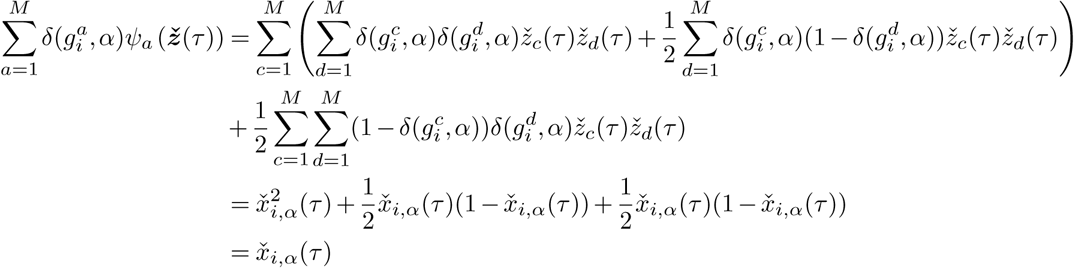 \sum_{a=1}^{M} \delta(g_i^a, \alpha) \psi_a(\check{\boldsymbol{z}}(\tau)) = \sum_{c=1}^{M} \left( \sum_{d=1}^{M} \delta(g_i^c, \alpha) \delta(g_i^d, \alpha) \check{z}_c(\tau) \check{z}_d(\tau) + \frac{1}{2} \sum_{d=1}^{M} \delta(g_i^c, \alpha)(1 - \delta(g_i^d, \alpha)) \check{z}_c(\tau) \check{z}_d(\tau) \right)
+ \frac{1}{2} \sum_{c=1}^{M} \sum_{d=1}^{M} (1 - \delta(g_i^c, \alpha)) \delta(g_i^d, \alpha) \check{z}_c(\tau) \check{z}_d(\tau)
= \check{x}_{i,\alpha}^2(\tau) + \frac{1}{2} \check{x}_{i,\alpha}(\tau)(1 - \check{x}_{i,\alpha}(\tau)) + \frac{1}{2} \check{x}_{i,\alpha}(\tau)(1 - \check{x}_{i,\alpha}(\tau))
= \check{x}_{i,\alpha}(\tau)